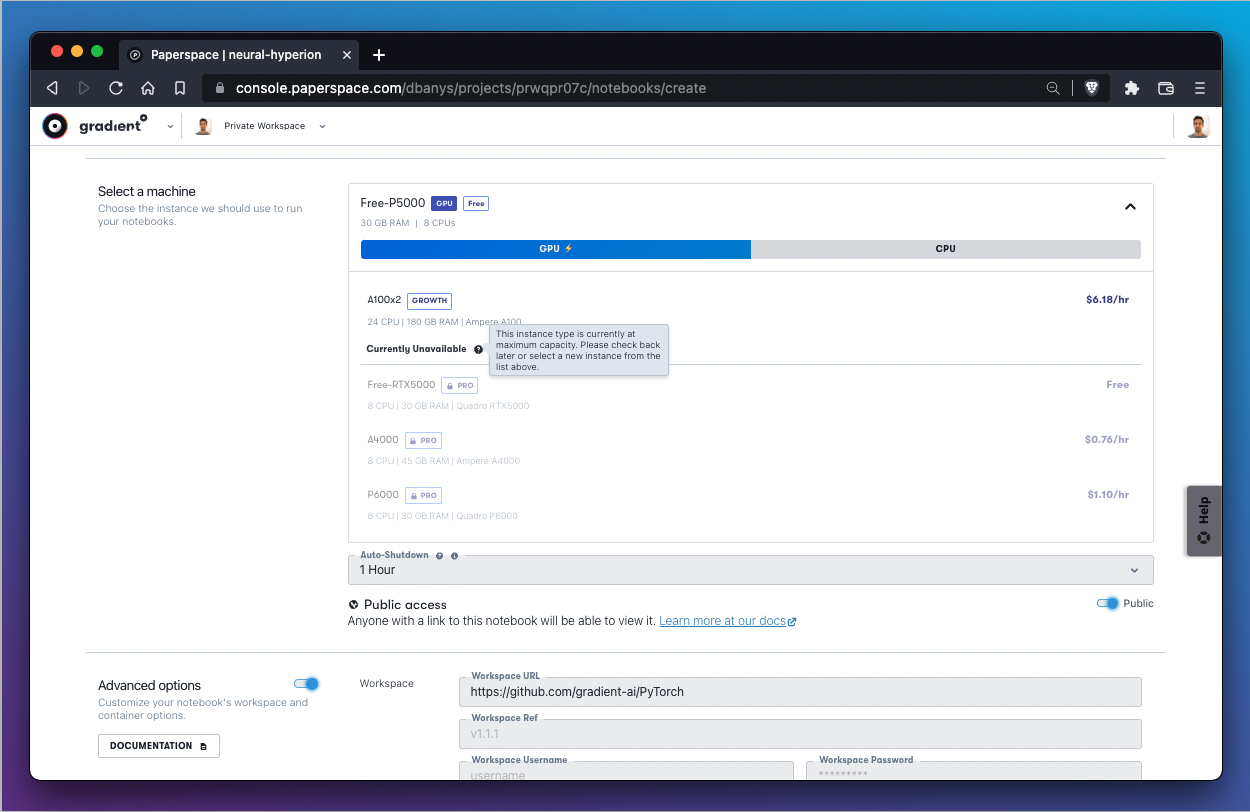 Paperspace | neural-hyperion
console.paperspace.com/dbanys/projects/prwqpr07c/notebooks/create
gradient
Private Workspace
Select a machine
Choose the instance we should use to run
your notebooks.
Free-P5000 GPU Free
30 GB RAM | 8 CPUs
GPU ⚡ CPU
A100x2 GROWTH $6.18/hr
24 CPU | 180 GB RAM | Ampere A100
Currently Unavailable
This instance type is currently at
maximum capacity. Please check back
later or select a new instance from the
list above.
Free-RTX5000 PRO Free
8 CPU | 30 GB RAM | Quadro RTX5000
A4000 PRO $0.76/hr
8 CPU | 45 GB RAM | Ampere A4000
P6000 PRO $1.10/hr
8 CPU | 30 GB RAM | Quadro P6000
Help
Auto-Shutdown
1 Hour
Public access Public
Anyone with a link to this notebook will be able to view it. Learn more at our docs
Advanced options
Customize your notebook's workspace and
container options.
DOCUMENTATION
Workspace
Workspace URL
https://github.com/gradient-ai/PyTorch
Workspace Ref
v1.1.1
Workspace Username Workspace Password
username *********